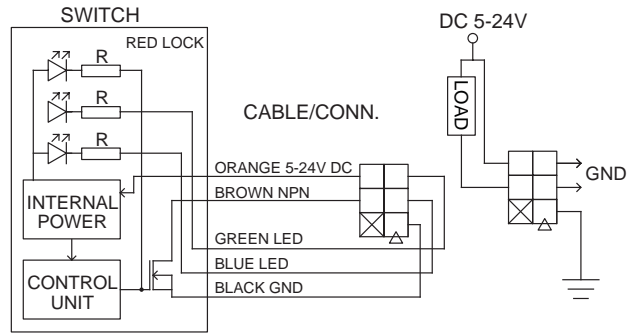 SWITCH
RED LOCK
R
R
R
INTERNAL
POWER
CONTROL
UNIT
CABLE/CONN.
ORANGE 5-24V DC
BROWN NPN
GREEN LED
BLUE LED
BLACK GND
DC 5-24V
LOAD
GND